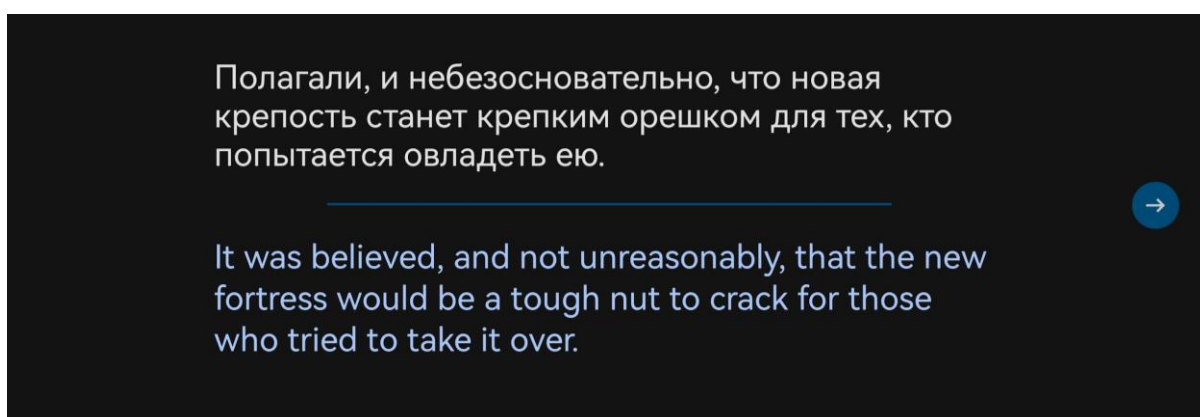 Полагали, и небезосновательно, что новая
крепость станет крепким орешком для тех, кто
попытается овладеть ею.
It was believed, and not unreasonably, that the new
fortress would be a tough nut to crack for those
who tried to take it over.